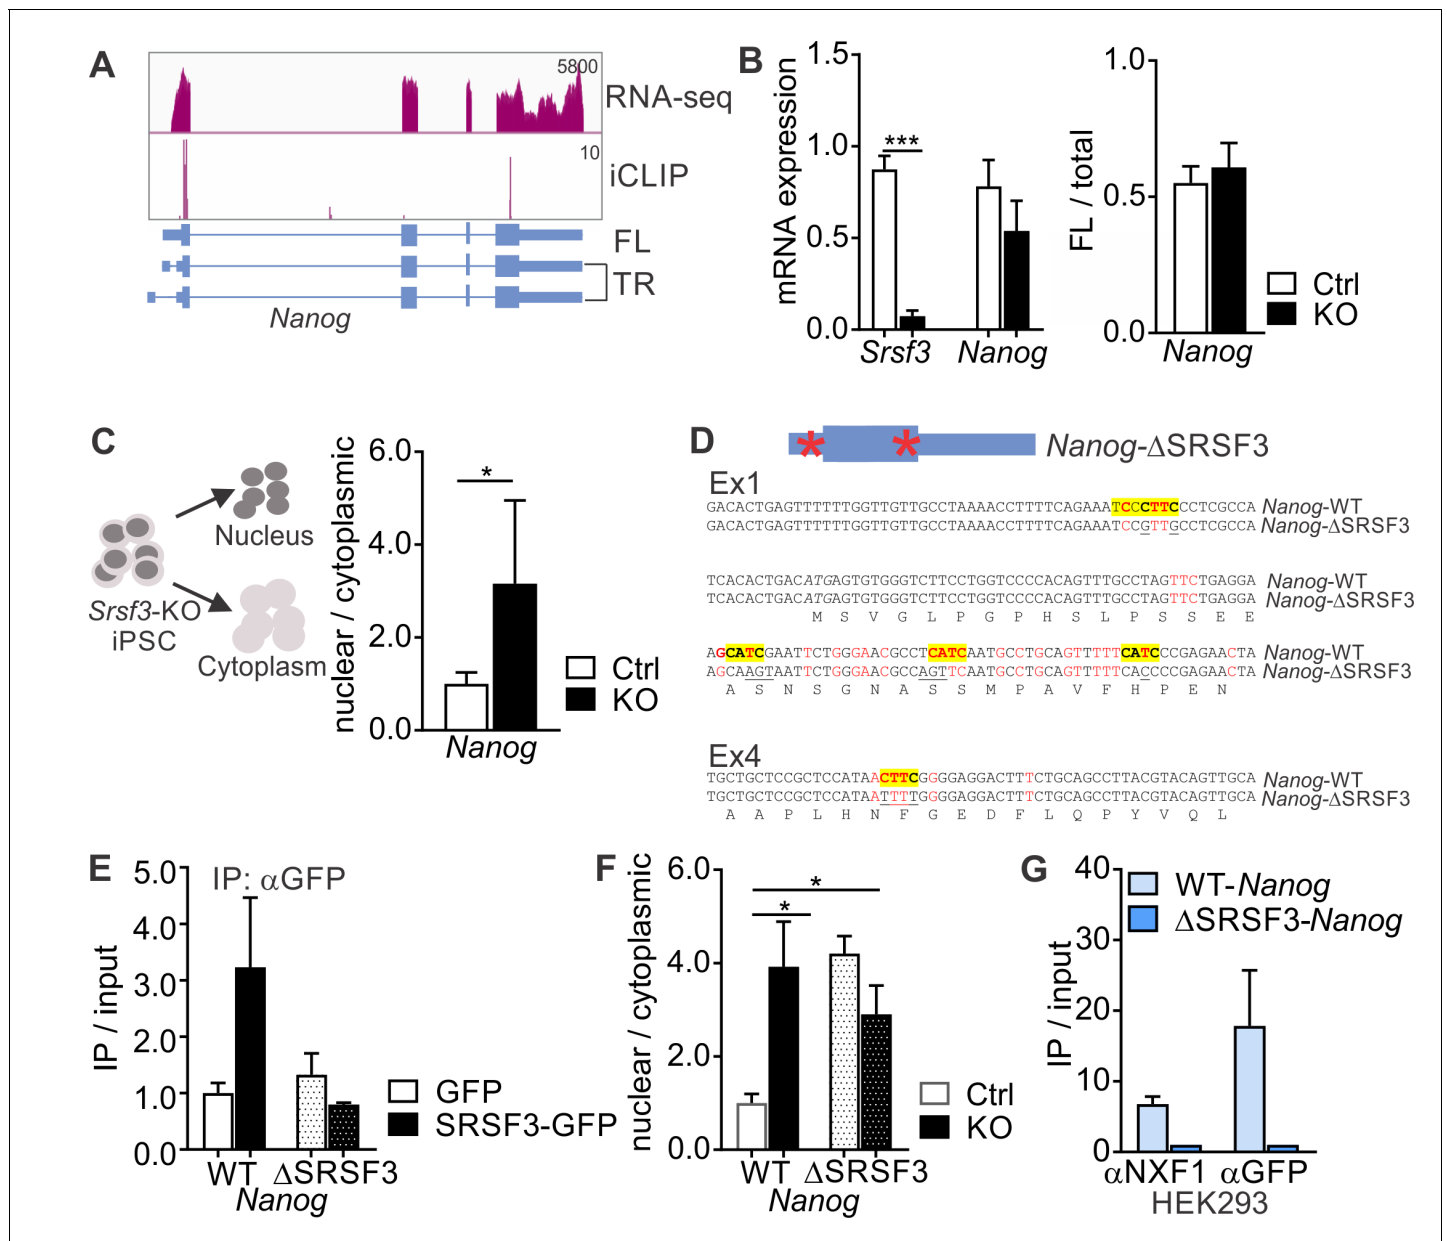 A
5800
RNA-seq
10
iCLIP
FL
TR
Nanog
B
mRNA expression
1.5
1.0
0.5
0.0
***
Srsf3
Nanog
FL / total
1.0
0.5
0.0
Nanog
Ctrl
KO
C
Srsf3-KO
iPSC
Nucleus
Cytoplasm
nuclear / cytoplasmic
6.0
4.0
2.0
0.0
*
Nanog
Ctrl
KO
D
* *
Nanog-ΔSRSF3
Ex1
GACACTGAGTTTTTTGGTTGTTGCCTAAAACCTTTTCAGAAATCCCTTCCCTCGCCA Nanog-WT
GACACTGAGTTTTTTGGTTGTTGCCTAAAACCTTTTCAGAAATCCGTTGCCTCGCCA Nanog-ΔSRSF3
TCACACTGACATGAGTGTGGGTCTTCCTGGTCCCCACAGTTTGCCTAGTTCTGAGGA Nanog-WT
TCACACTGACATGAGTGTGGGTCTTCCTGGTCCCCACAGTTTGCCTAGTTCTGAGGA Nanog-ΔSRSF3
M S V G L P G P H S L P S S E E
AGCATCGAATTCTGGGAACGCCTCATCAATGCCTGCAGTTTTTCATCCCGAGAACTA Nanog-WT
AGCAAGTAATTCTGGGAACGCCAGTTCAATGCCTGCAGTTTTTCACCCCGAGAACTA Nanog-ΔSRSF3
A S N S G N A S S M P A V F H P E N
Ex4
TGCTGCTCCGCTCCATAACTTCGGGGAGGACTTTCTGCAGCCTTACGTACAGTTGCA Nanog-WT
TGCTGCTCCGCTCCATAATTTTGGGGAGGACTTTCTGCAGCCTTACGTACAGTTGCA Nanog-ΔSRSF3
A A P L H N F G E D F L Q P Y V Q L
E
IP: αGFP
IP / input
5.0
4.0
3.0
2.0
1.0
0.0
WT ΔSRSF3
Nanog
GFP
SRSF3-GFP
F
nuclear / cytoplasmic
6.0
4.0
2.0
0.0
*
*
WT ΔSRSF3
Nanog
Ctrl
KO
G
IP / input
40
20
20
10
0
WT-Nanog
ΔSRSF3-Nanog
αNXF1 αGFP
HEK293